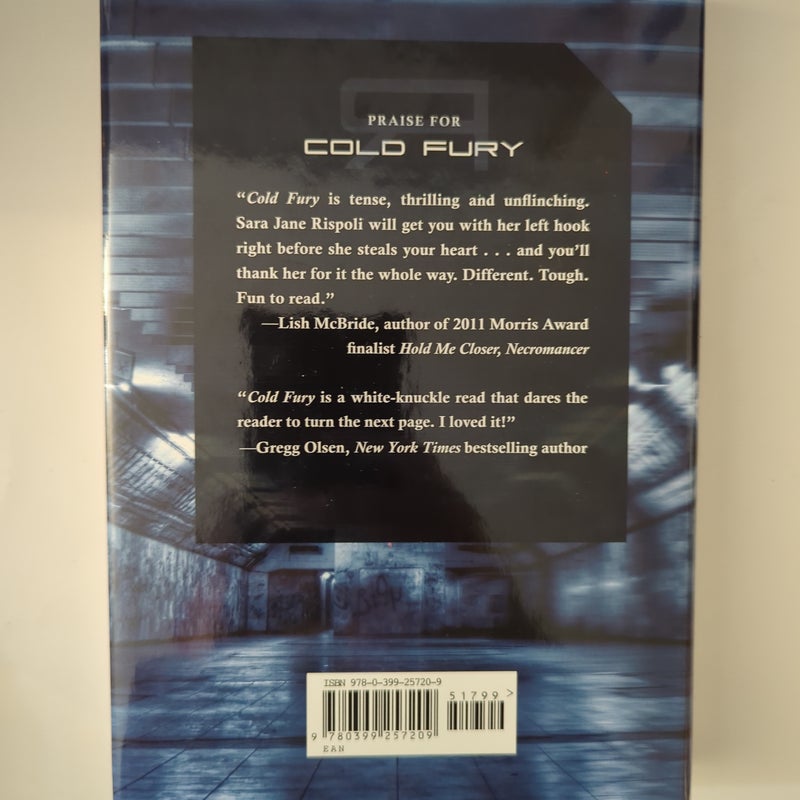 PRAISE FOR
COLD FURY
“Cold Fury is tense, thrilling and unflinching.
Sara Jane Rispoli will get you with her left hook
right before she steals your heart . . . and you’ll
thank her for it the whole way. Different. Tough.
Fun to read.”
—Lish McBride, author of 2011 Morris Award
finalist Hold Me Closer, Necromancer
“Cold Fury is a white-knuckle read that dares the
reader to turn the next page. I loved it!”
—Gregg Olsen, New York Times bestselling author
ISBN 978-0-399-25720-9
51799>
9 780399 257209
EAN